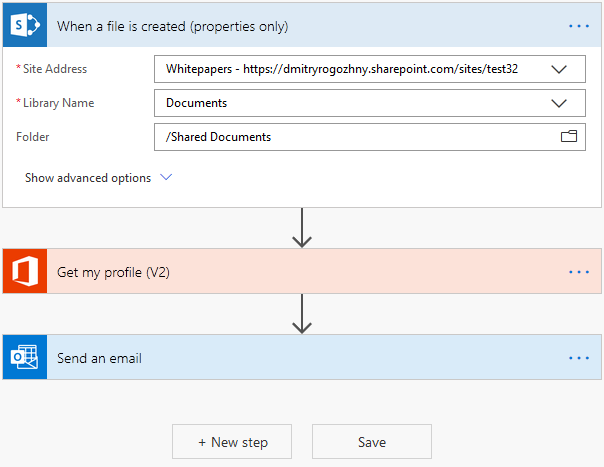 When a file is created (properties only)
* Site Address Whitepapers - https://dmitryrogozhny.sharepoint.com/sites/test32
* Library Name Documents
Folder /Shared Documents
Show advanced options
Get my profile (V2)
Send an email
+ New step Save